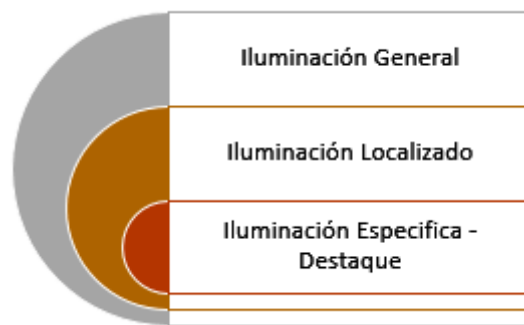 Iluminación General
Iluminación Localizado
Iluminación Especifica -
Destaque